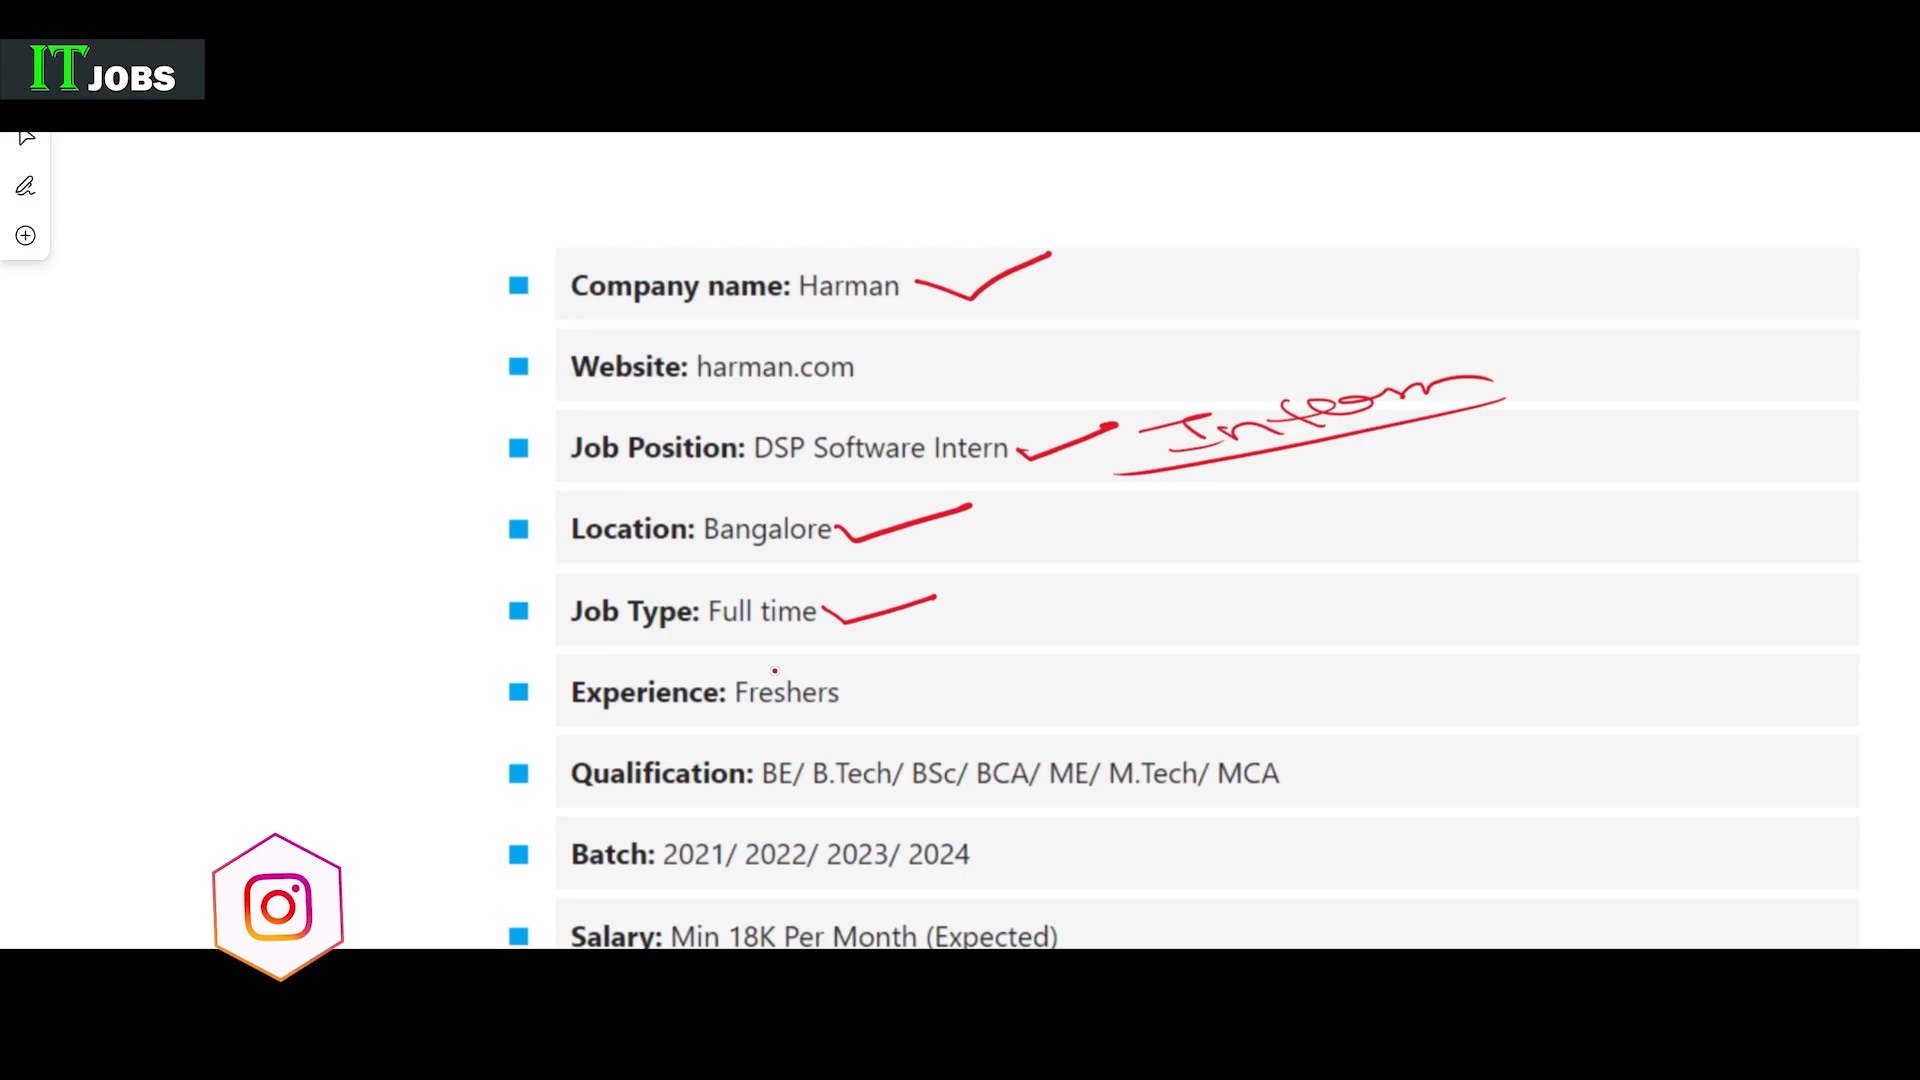 IT JOBS
Company name: Harman
Website: harman.com
Job Position: DSP Software Intern
Intern
Location: Bangalore
Job Type: Full time
Experience: Freshers
Qualification: BE/ B.Tech/ BSc/ BCA/ ME/ M.Tech/ MCA
Batch: 2021/ 2022/ 2023/ 2024
Salary: Min 18K Per Month (Expected)